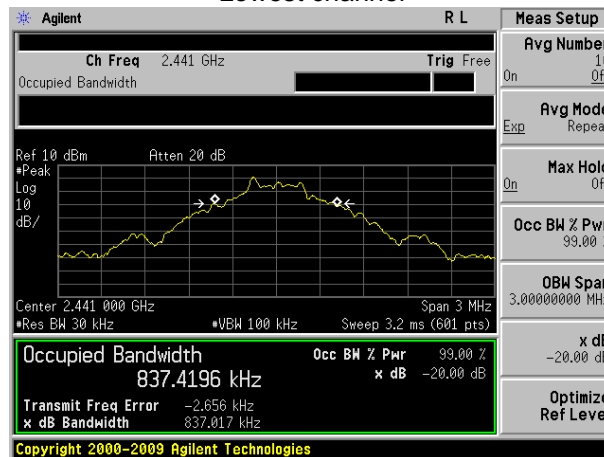 Lowest channel
Agilent
R L
Meas Setup
Ch Freq 2.441 GHz
Trig Free
Occupied Bandwidth
Ref 10 dBm
Atten 20 dB
#Peak
Log
10
dB/
Center 2.441 000 GHz
Span 3 MHz
#Res BW 30 kHz
#VBW 100 kHz
Sweep 3.2 ms (601 pts)
Occupied Bandwidth
837.4196 kHz
Occ BW % Pwr 99.00 %
x dB -20.00 dB
Transmit Freq Error -2.656 kHz
x dB Bandwidth 837.017 kHz
Copyright 2000-2009 Agilent Technologies
Avg Number
On
Avg Mode
Exp Repeat
Max Hold
On
Occ BW % Pwr
99.00
OBW Span
3.00000000 MH
x dB
-20.00 dB
Optimize
Ref Level